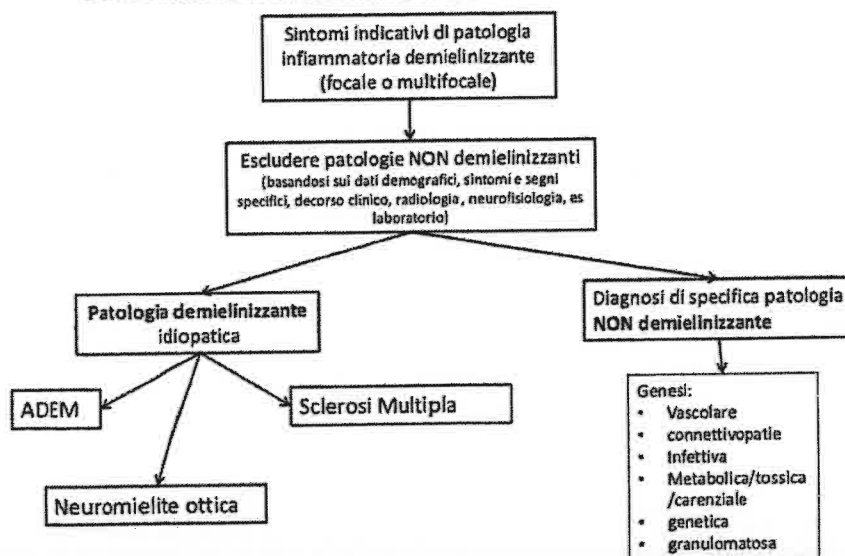 Sintomi indicativi di patologia
infiammatoria demielinizzante
(focale o multifocale)
Escludere patologie NON demielinizzanti
(basandosi sui dati demografici, sintomi e segni
specifici, decorso clinico, radiologia, neurofisiologia, es
laboratorio)
Patologia demielinizzante
idiopatica
Diagnosi di specifica patologia
NON demielinizzante
ADEM
Sclerosi Multipla
Neuromielite ottica
Genesi:
• Vascolare
• connettivopatie
• Infettiva
• Metabolica/tossica
/carenziale
• genetica
• granulomatosa